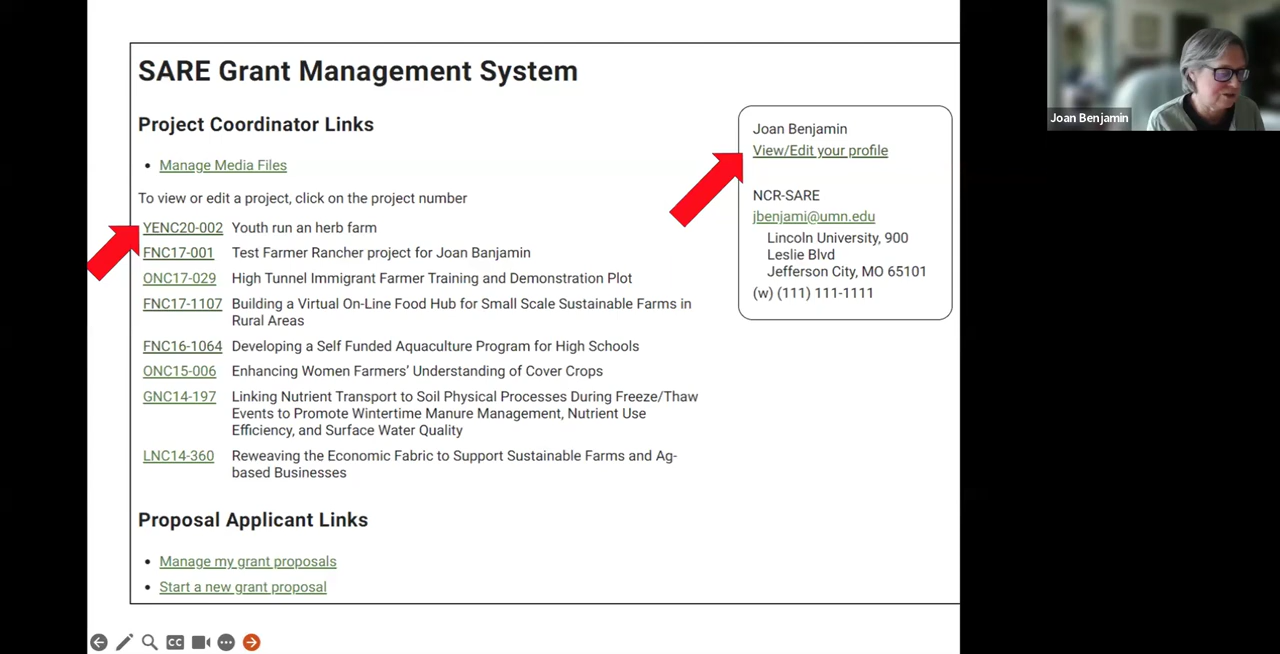 SARE Grant Management System
Project Coordinator Links
Manage Media Files
To view or edit a project, click on the project number
YENC20-002 Youth run an herb farm
FNC17-001 Test Farmer Rancher project for Joan Banjamin
ONC17-029 High Tunnel Immigrant Farmer Training and Demonstration Plot
FNC17-1107 Building a Virtual On-Line Food Hub for Small Scale Sustainable Farms in
Rural Areas
FNC16-1064 Developing a Self Funded Aquaculture Program for High Schools
ONC15-006 Enhancing Women Farmers' Understanding of Cover Crops
GNC14-197 Linking Nutrient Transport to Soil Physical Processes During Freeze/Thaw
Events to Promote Wintertime Manure Management, Nutrient Use
Efficiency, and Surface Water Quality
LNC14-360 Reweaving the Economic Fabric to Support Sustainable Farms and Ag-
based Businesses
Proposal Applicant Links
Manage my grant proposals
Start a new grant proposal
Joan Benjamin
View/Edit your profile
NCR-SARE
jbenjami@umn.edu
Lincoln University, 900
Leslie Blvd
Jefferson City, MO 65101
(w) (111) 111-1111
Joan Benjamin
CC